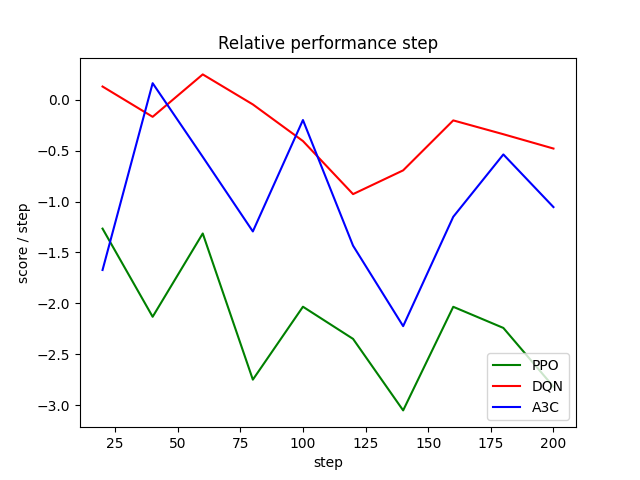 Relative performance step
score / step
0.0
−0.5
−1.0
−1.5
−2.0
−2.5
−3.0
PPO
DQN
A3C
25 50 75 100 125 150 175 200
step